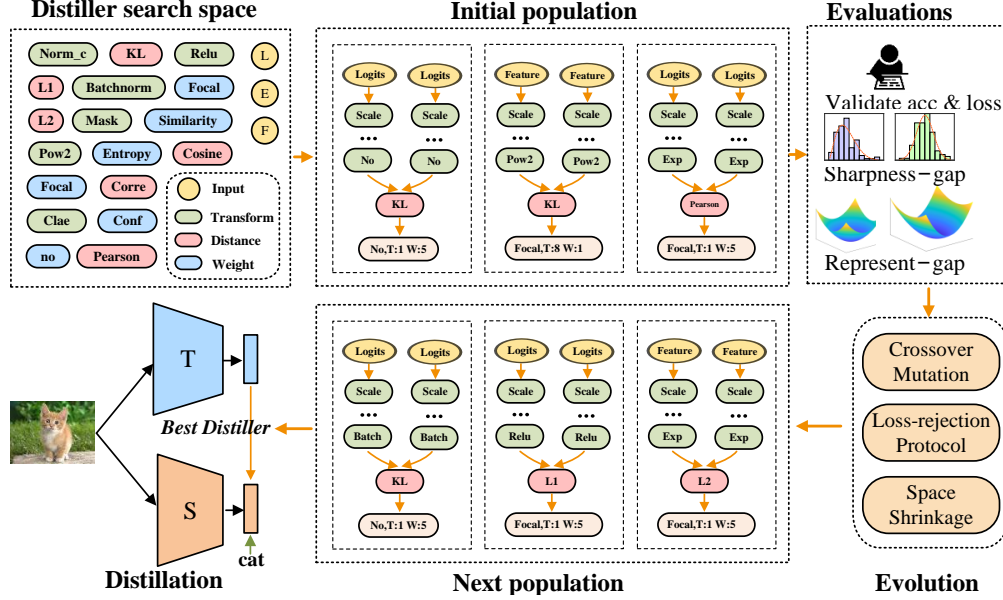 Distiller search space
Norm_c KL Relu L
L1 Batchnorm Focal E
L2 Mask Similarity F
Pow2 Entropy Cosine
Focal Corre
Clae Conf
no Pearson
Input
Transform
Distance
Weight
Initial population
Logits Logits
Scale Scale
... ...
No No
KL
No,T:1 W:5
Feature Feature
Scale Scale
... ...
Pow2 Pow2
KL
Focal,T:8 W:1
Logits Logits
Scale Scale
... ...
Exp Exp
Pearson
Focal,T:1 W:5
Evaluations
Validate acc & loss
Sharpness-gap
Represent-gap
Crossover
Mutation
Loss-rejection
Protocol
Space
Shrinkage
Evolution
Logits Logits
Scale Scale
... ...
Batch Batch
KL
No,T:1 W:5
Logits Logits
Scale Scale
... ...
Relu Relu
L1
Focal,T:1 W:5
Feature Feature
Scale Scale
... ...
Exp Exp
L2
Focal,T:1 W:5
Next population
T
Best Distiller
S
cat
Distillation